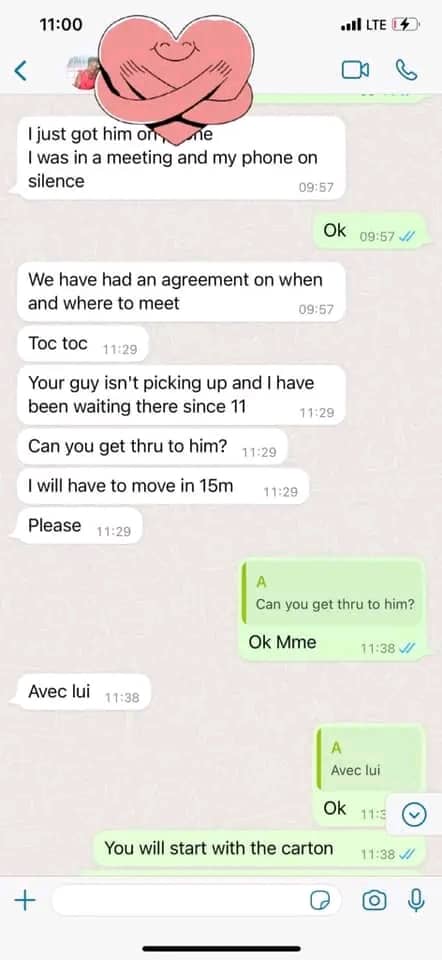 11:00
LTE
I just got him on
I was in a meeting and my phone on
silence
09:57
Ok 09:57
We have had an agreement on when
and where to meet
09:57
Toc toc 11:29
Your guy isn't picking up and I have
been waiting there since 11
11:29
Can you get thru to him? 11:29
I will have to move in 15m 11:29
Please 11:29
A
Can you get thru to him?
Ok Mme 11:38
Avec lui 11:38
A
Avec lui
Ok
You will start with the carton 11:38